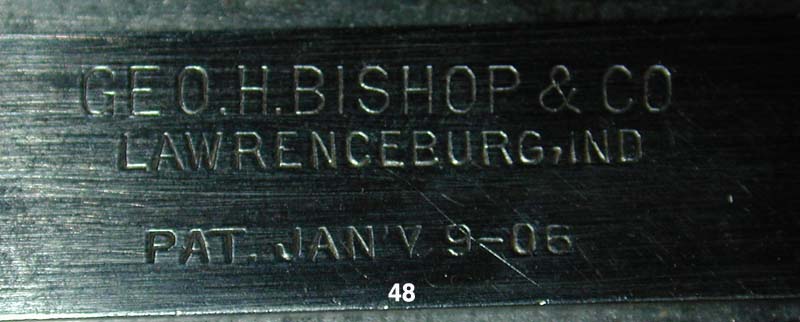 GEO.H.BISHOP & CO
LAWRENCEBURG, IND
PAT. JAN'Y 9-06
48